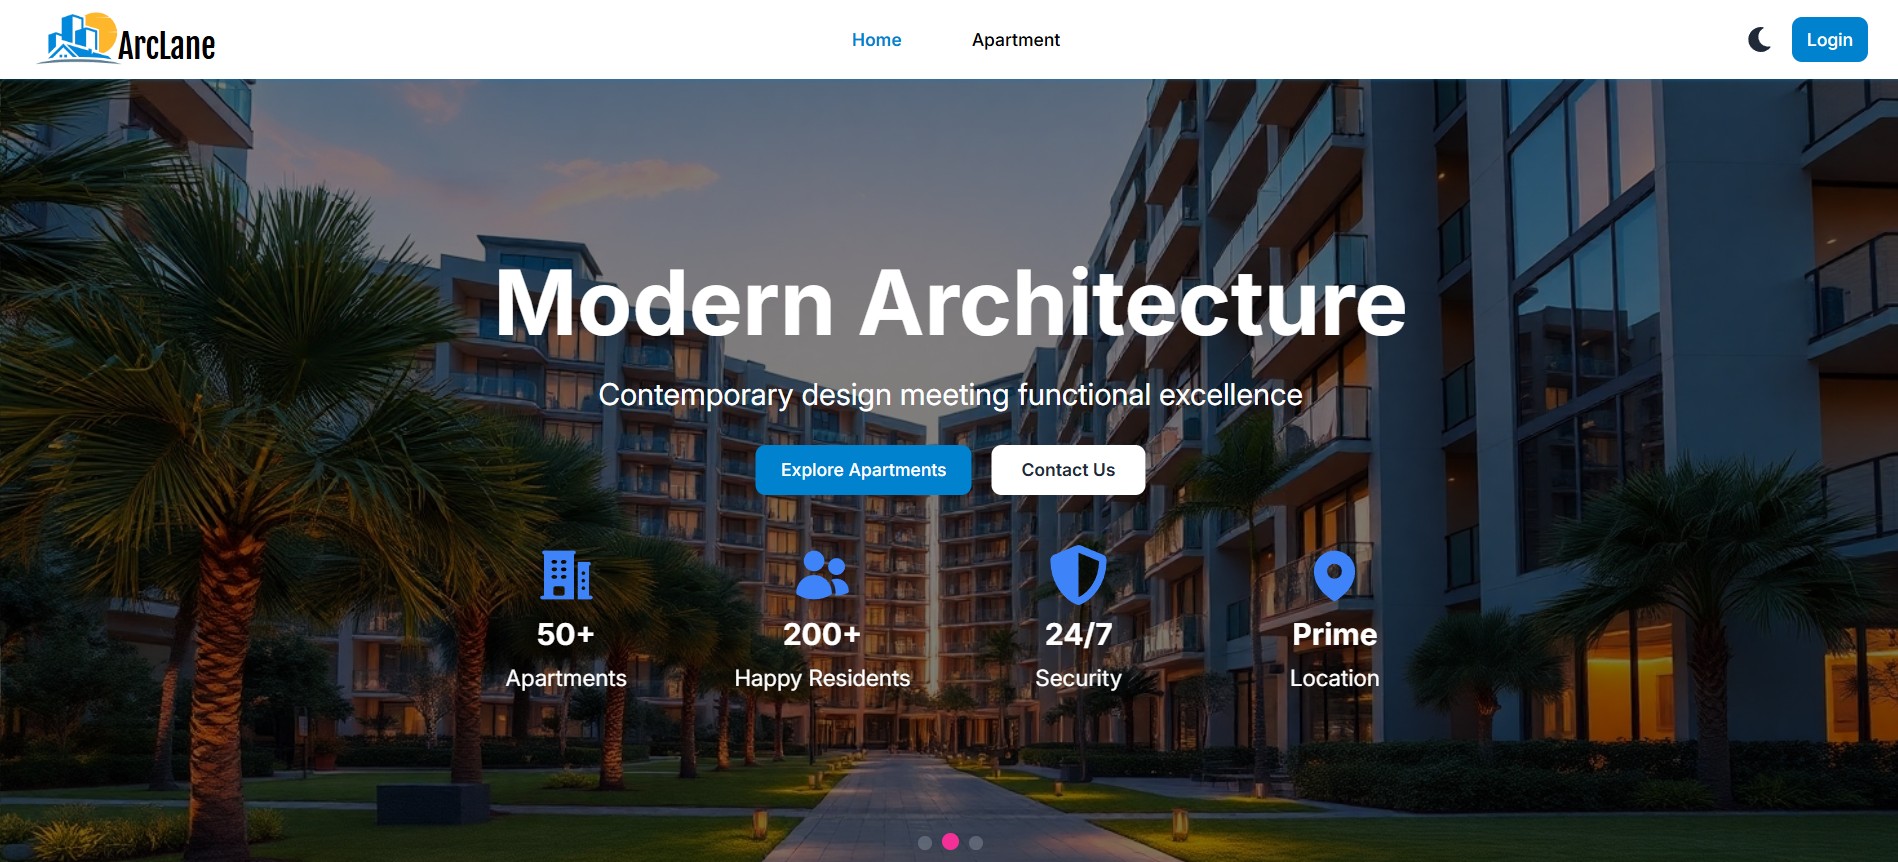 ArcLane
Home
Apartment
Login
Modern Architecture
Contemporary design meeting functional excellence
Explore Apartments
Contact Us
50+
Apartments
200+
Happy Residents
24/7
Security
Prime
Location